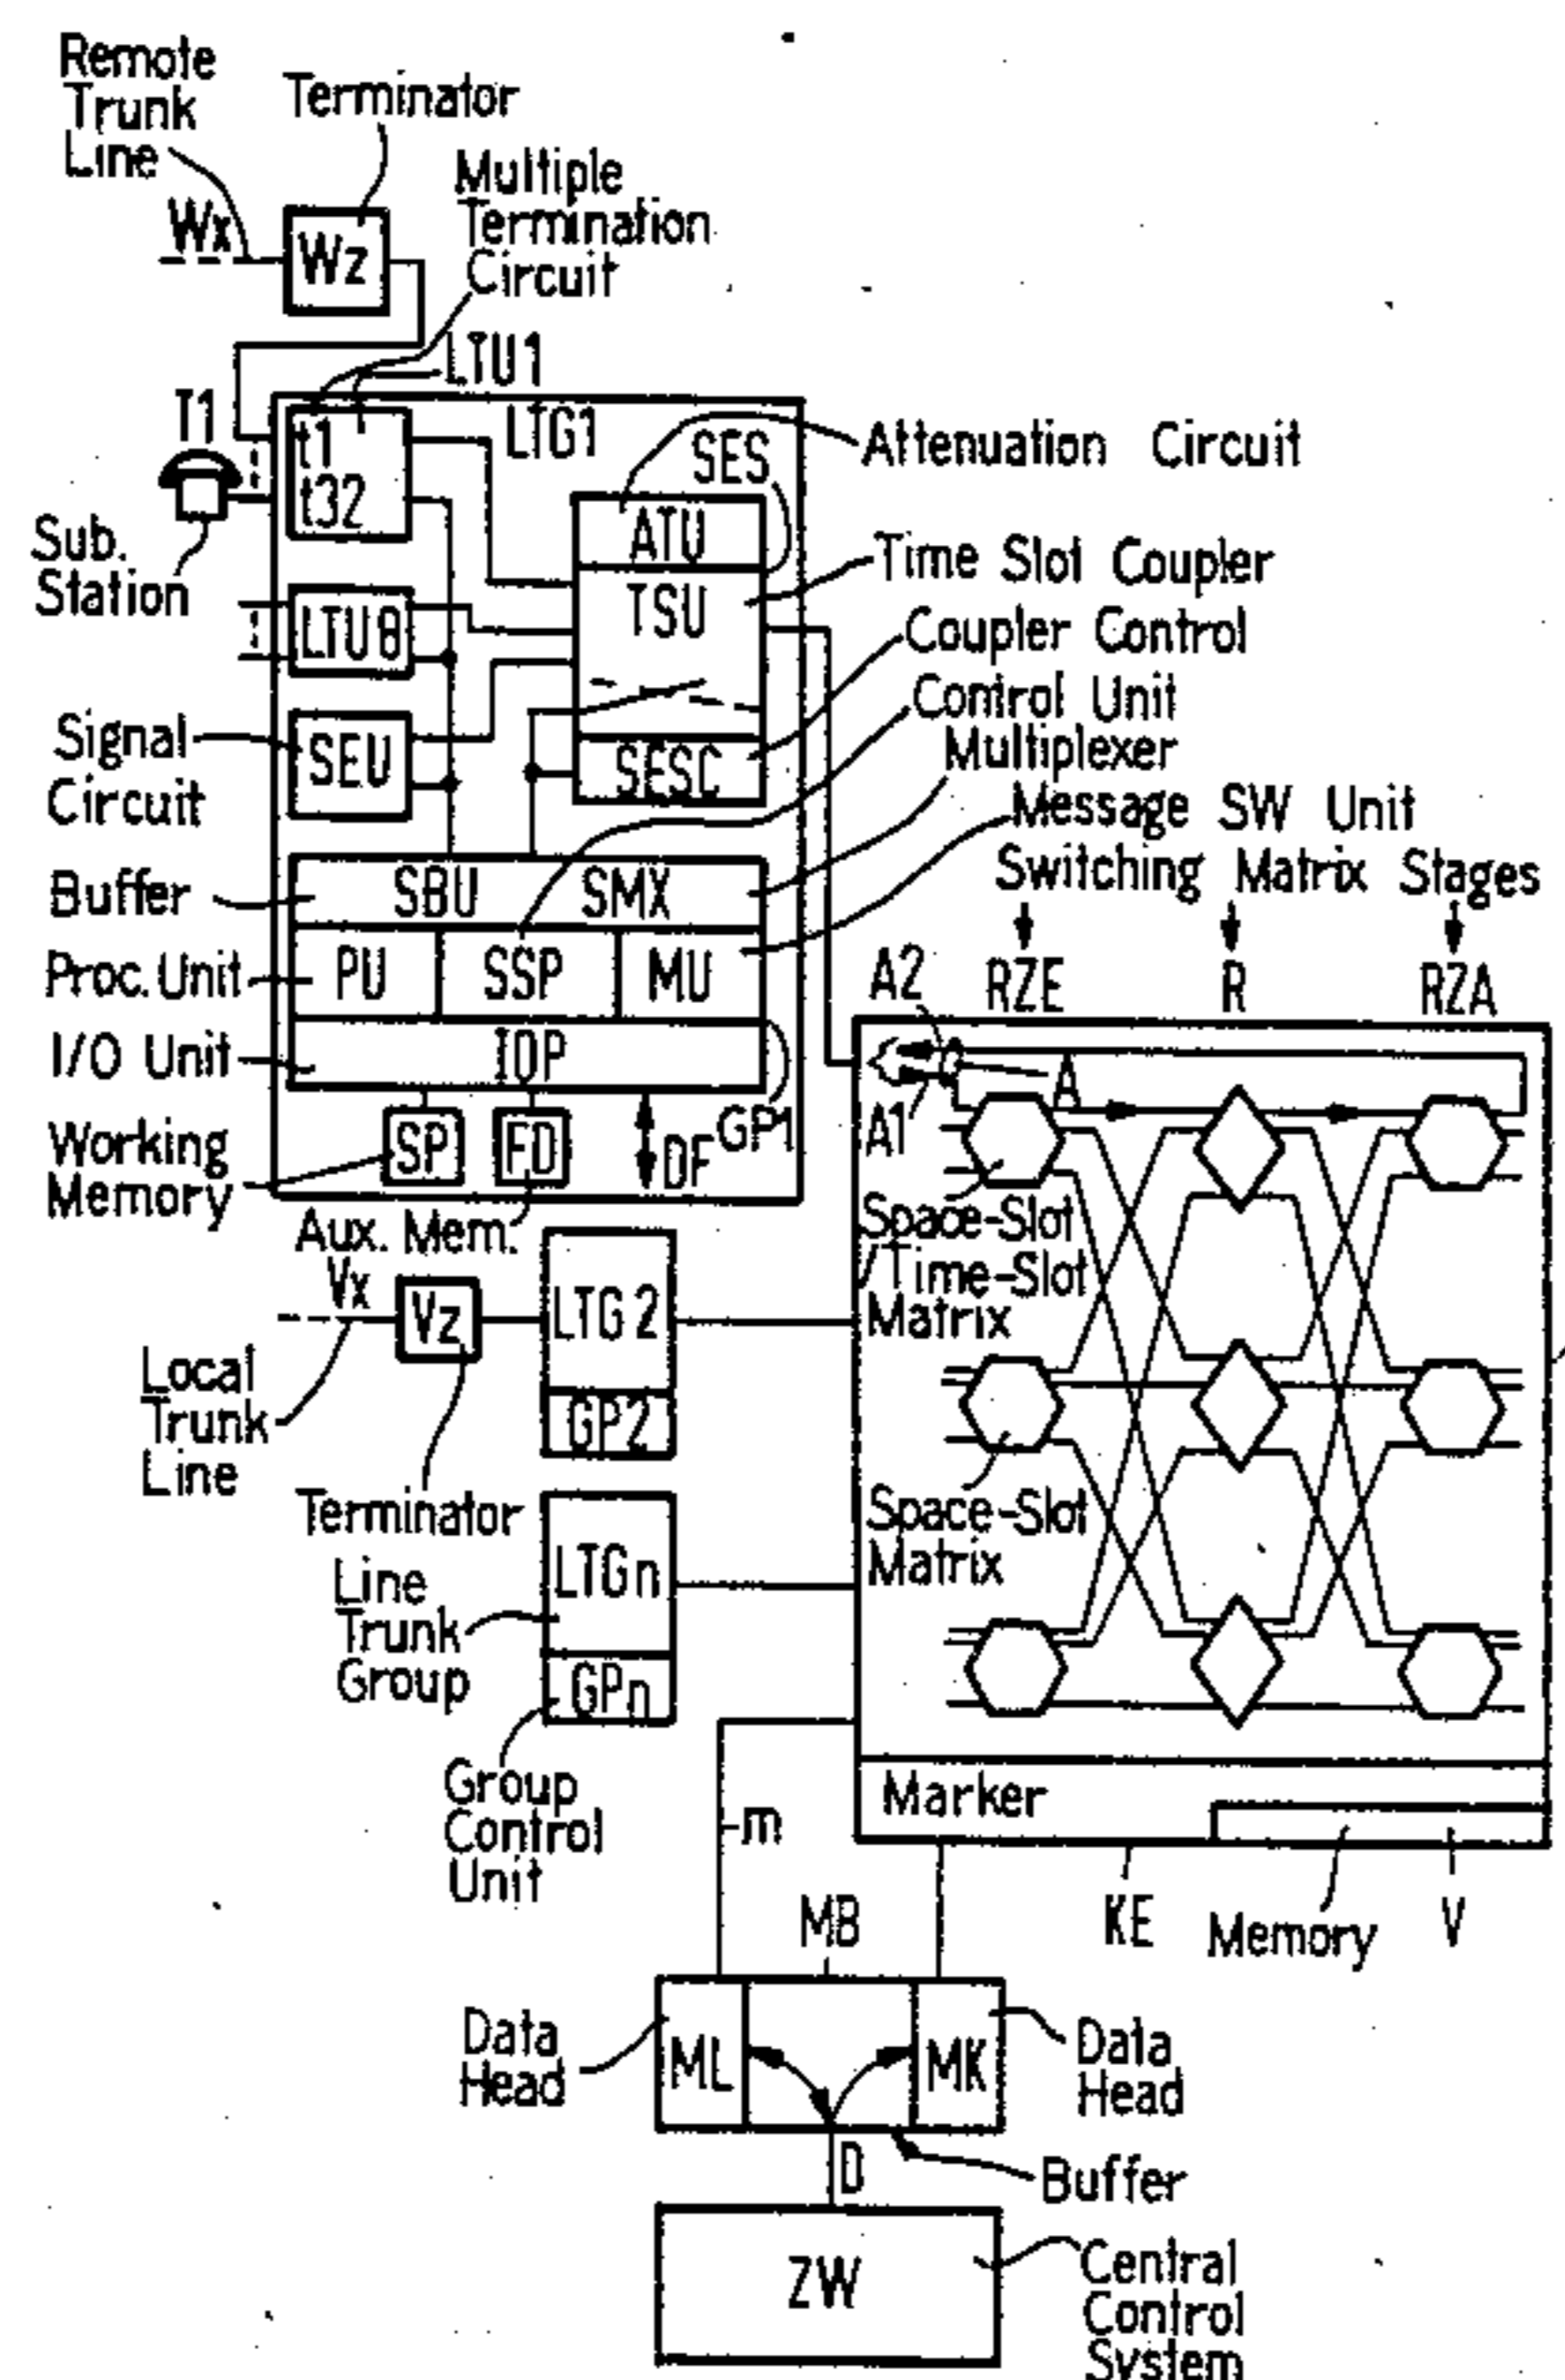 Remote
Trunk
Line
Terminator
Multiple
Termination
Circuit
Wx
Wz
LTU1
T1
t1
t32
LTG1
SES
Attenuation Circuit
ATU
Sub.
Station
Time Slot Coupler
TSU
LTU8
Coupler Control
Control Unit
Multiplexer
Signal
Circuit
SEU
SESC
Message SW Unit
Switching Matrix Stages
Buffer
SBU
SMX
Proc. Unit
PU
SSP
MU
A2
RZE
R
RZA
I/O Unit
IOP
A
A1
GP1
Working
Memory
SP
FD
DF
Aux. Mem.
Space-Slot
Time-Slot
Matrix
Vx
Vz
LTG2
GP2
Local
Trunk
Line
Terminator
Space-Slot
Matrix
LTGn
Line
Trunk
Group
GPn
Group
Control
Unit
Marker
m
MB
KE
Memory
V
Data
Head
ML
MK
Data
Head
D
Buffer
ZW
Central
Control
System